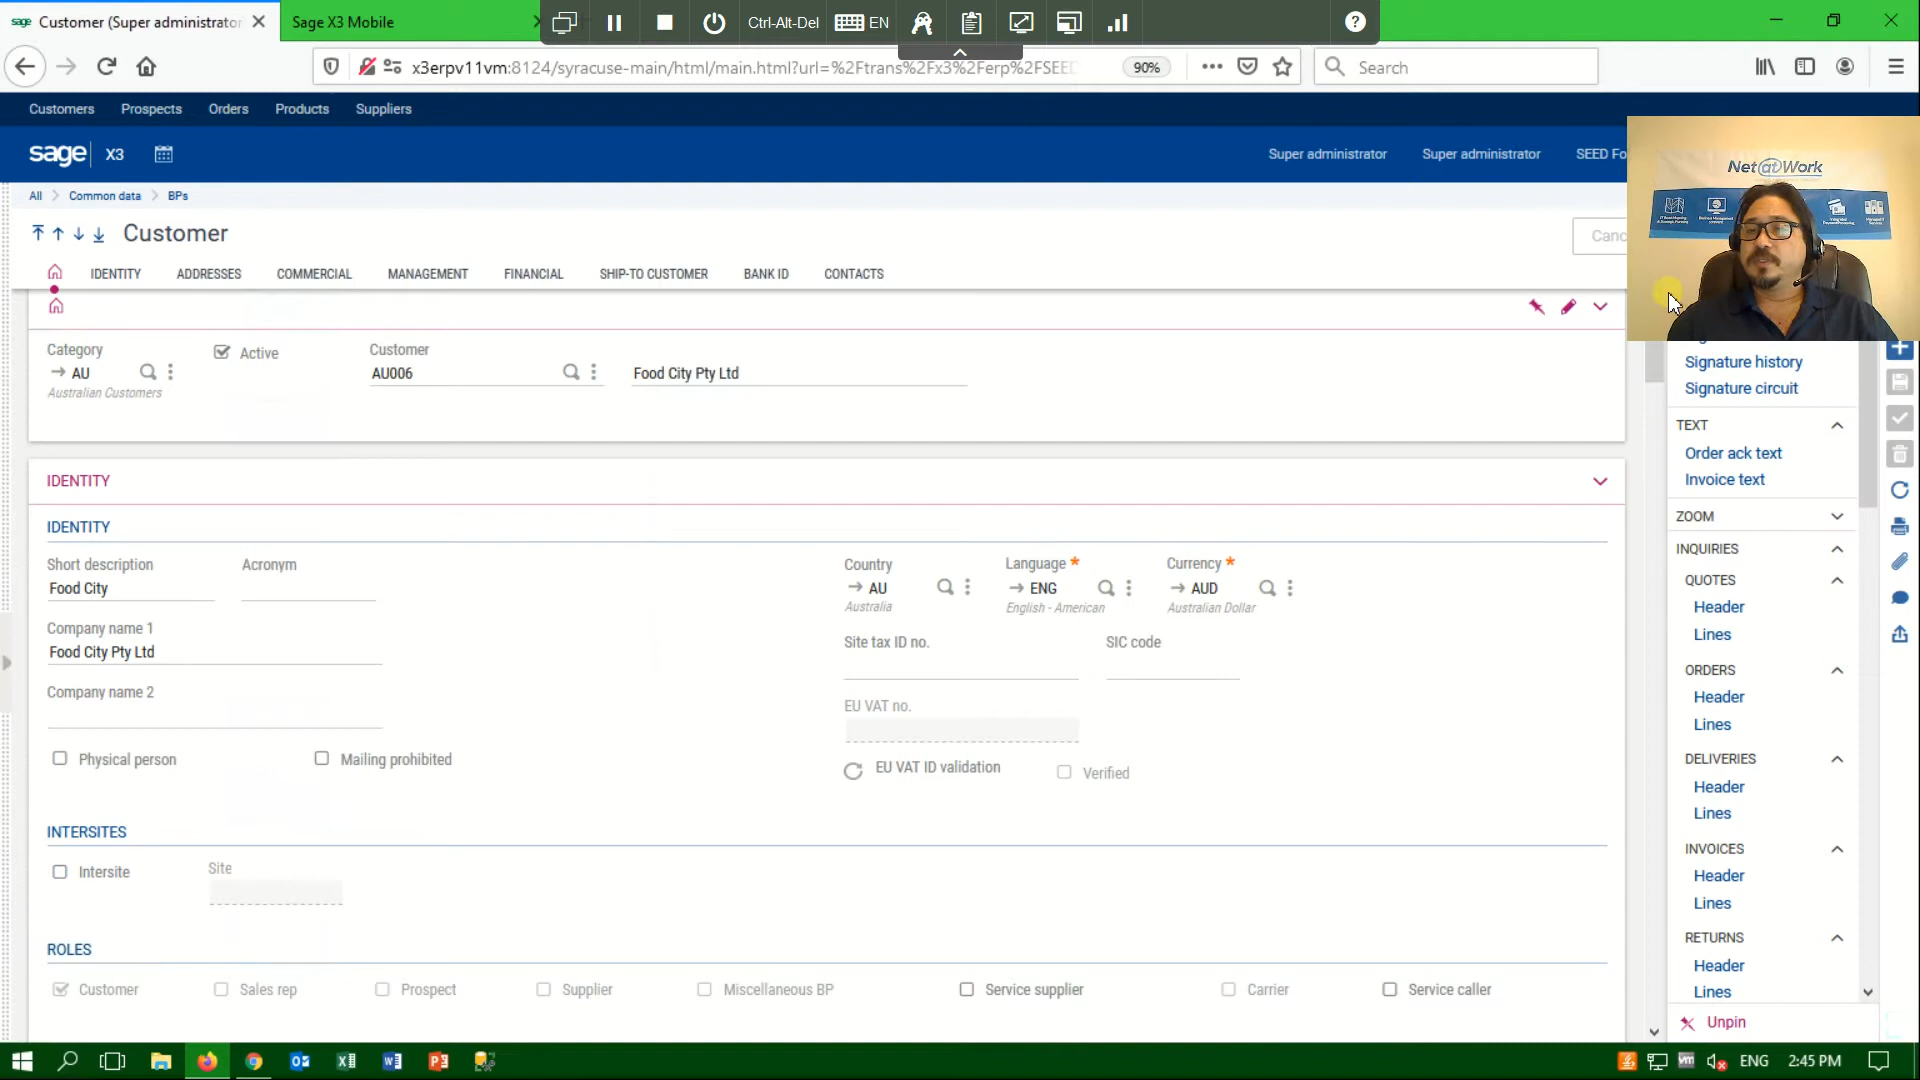 sage Customer (Super administrator
Sage X3 Mobile
Ctrl-Alt-Del
EN
?
x3erpv11vm:8124/syracuse-main/html/main.html?url=%2Ftrans%2Fx3%2Ferp%2FSEED
90%
Search
Customers
Prospects
Orders
Products
Suppliers
sage X3
Super administrator
Super administrator
SEED Fo
Net@Work
All
Common data
BPs
Customer
Canc
IDENTITY
ADDRESSES
COMMERCIAL
MANAGEMENT
FINANCIAL
SHIP-TO CUSTOMER
BANK ID
CONTACTS
Category
Active
Customer
AU
AU006
Food City Pty Ltd
Australian Customers
IDENTITY
IDENTITY
Short description
Acronym
Food City
Company name 1
Food City Pty Ltd
Company name 2
Physical person
Mailing prohibited
Country
Language *
Currency *
AU
ENG
AUD
Australia
English - American
Australian Dollar
Site tax ID no.
SIC code
EU VAT no.
EU VAT ID validation
Verified
INTERSITES
Intersite
Site
ROLES
Customer
Sales rep
Prospect
Supplier
Miscellaneous BP
Service supplier
Carrier
Service caller
Signature history
Signature circuit
TEXT
Order ack text
Invoice text
ZOOM
INQUIRIES
QUOTES
Header
Lines
ORDERS
Header
Lines
DELIVERIES
Header
Lines
INVOICES
Header
Lines
RETURNS
Header
Lines
Unpin
ENG
2:45 PM